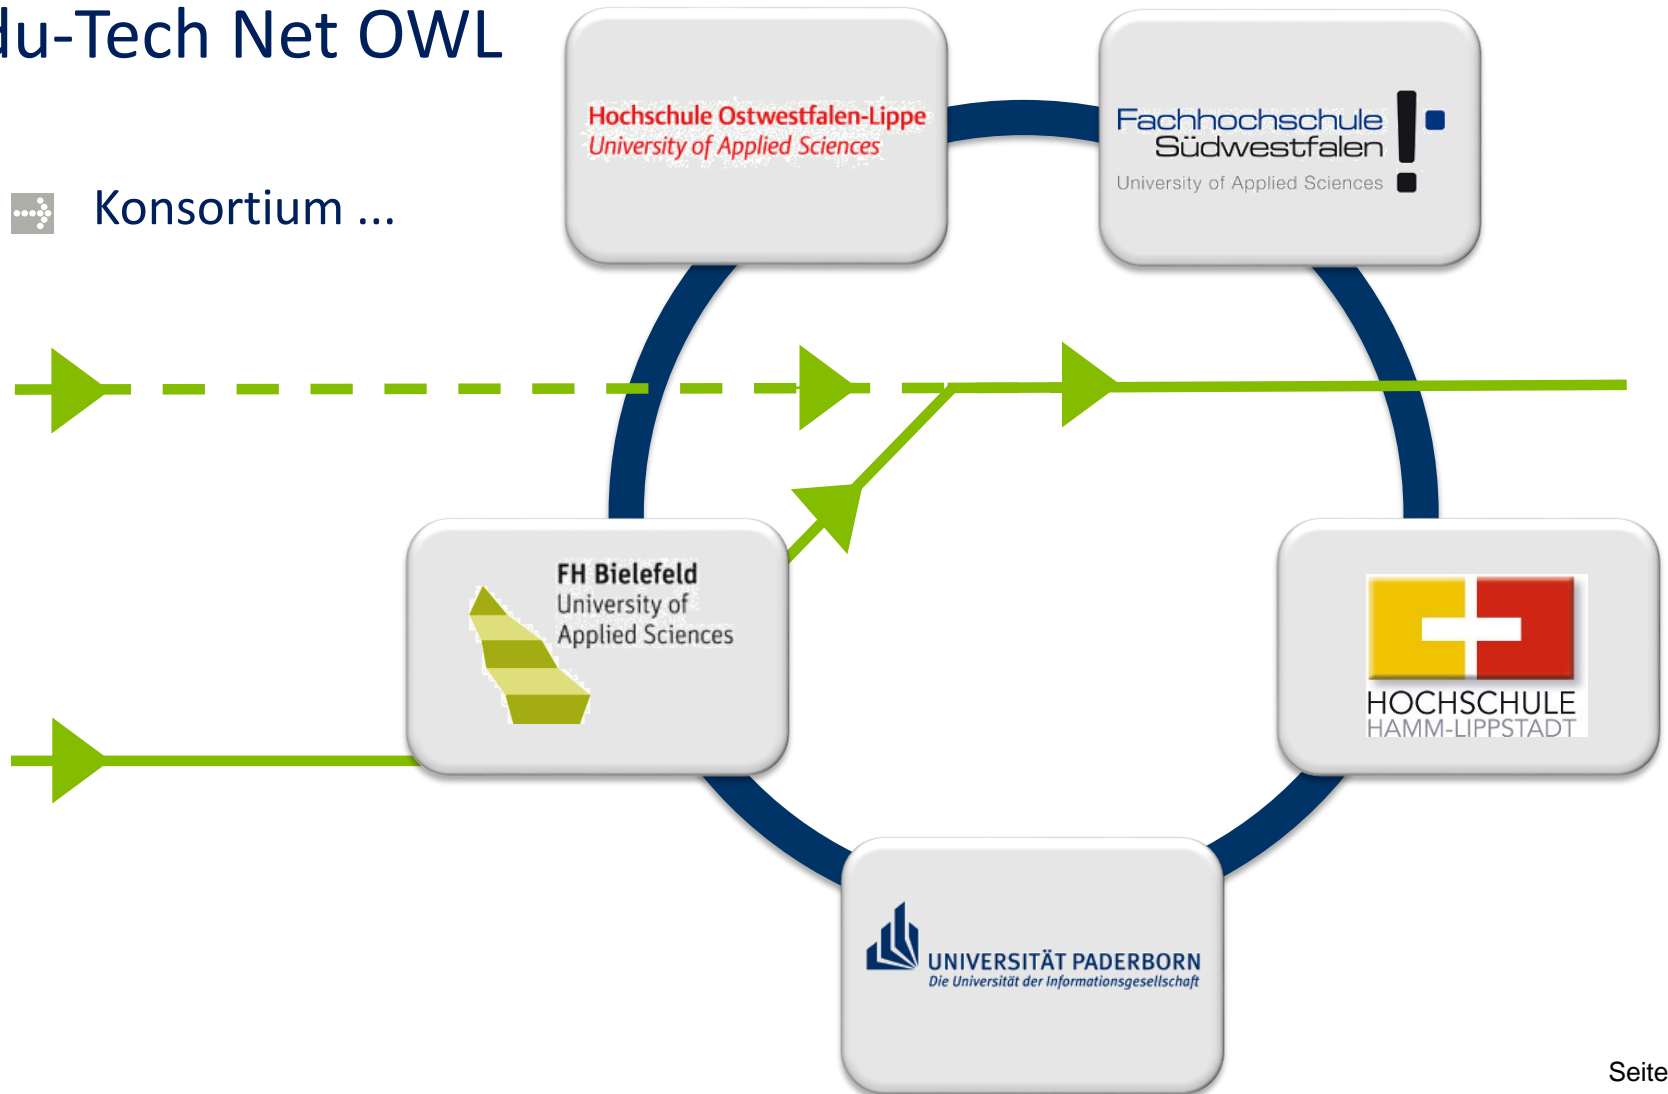 du-Tech Net OWL
Konsortium ...
Hochschule Ostwestfalen-Lippe
University of Applied Sciences
Fachhochschule
Südwestfalen
University of Applied Sciences
FH Bielefeld
University of
Applied Sciences
HOCHSCHULE
HAMM-LIPPSTADT
UNIVERSITÄT PADERBORN
Die Universität der Informationsgesellschaft
Seite